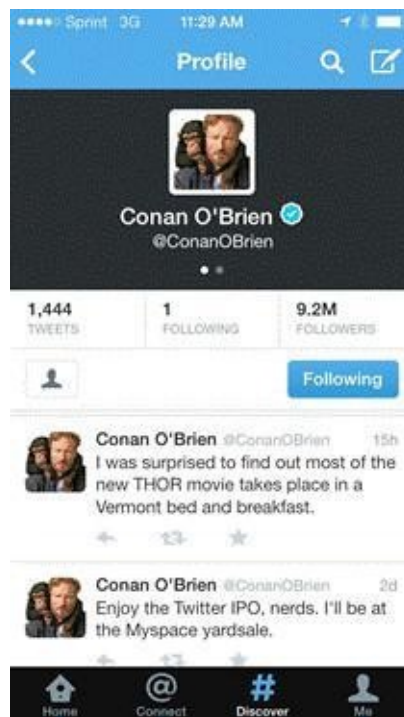 Sprint 3G 11:29 AM
Profile
Conan O'Brien
@ConanOBrien
1,444 1 9.2M
TWEETS FOLLOWING FOLLOWERS
Following
Conan O'Brien @ConanOBrien 15h
I was surprised to find out most of the
new THOR movie takes place in a
Vermont bed and breakfast.
Conan O'Brien @ConanOBrien 2d
Enjoy the Twitter IPO, nerds. I'll be at
the Myspace yardsale.
Home Connect Discover Me